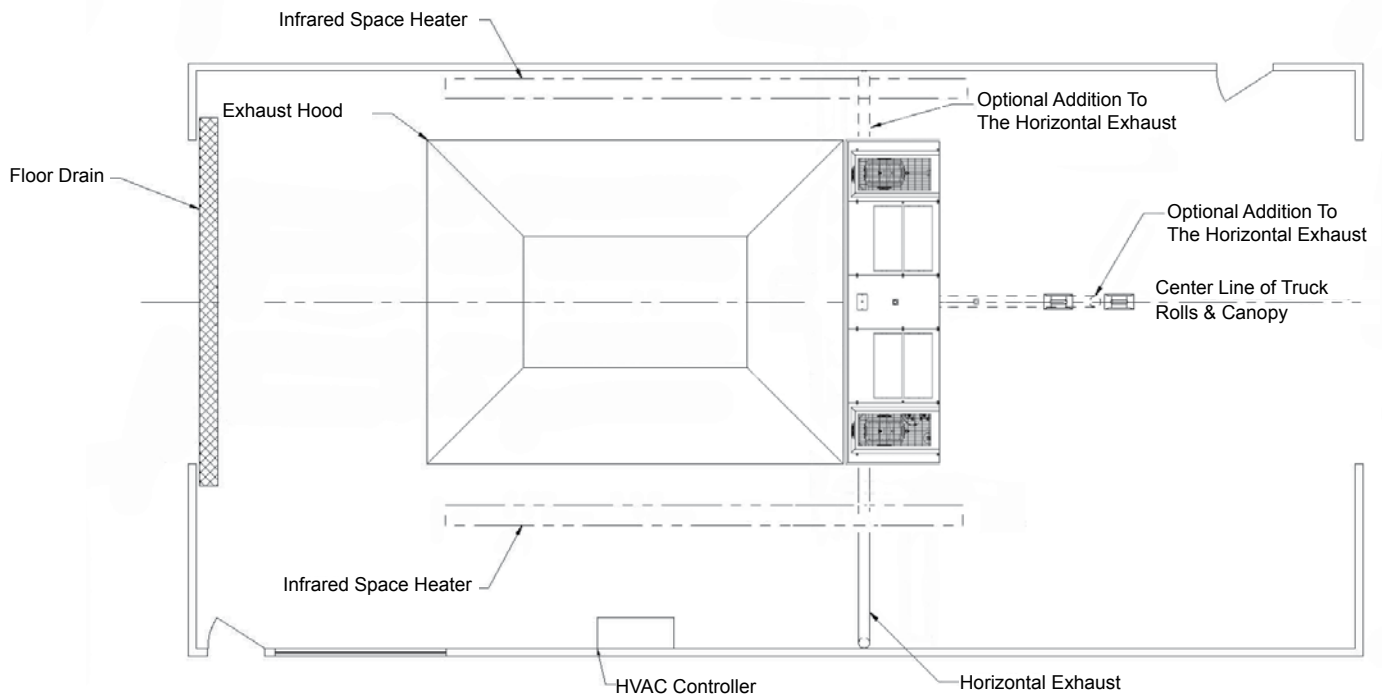 Infrared Space Heater
Exhaust Hood
Optional Addition To
The Horizontal Exhaust
Floor Drain
Optional Addition To
The Horizontal Exhaust
Center Line of Truck
Rolls & Canopy
Infrared Space Heater
HVAC Controller
Horizontal Exhaust